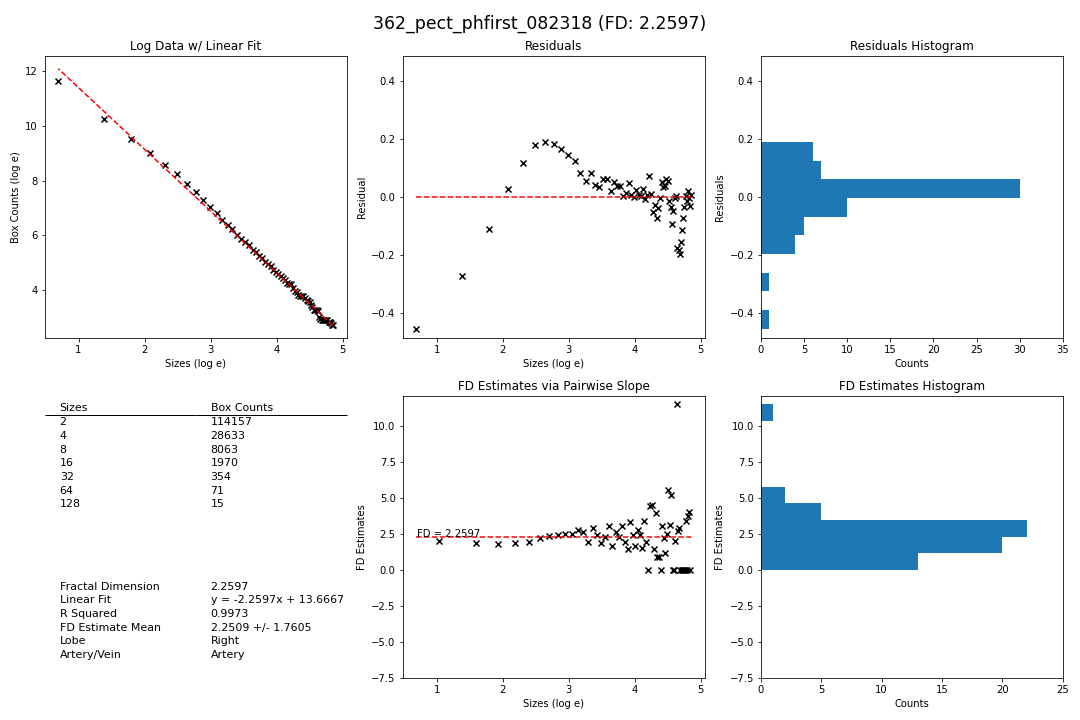 362_pect_phfirst_082318 (FD: 2.2597)
Log Data w/ Linear Fit
12
10
8
6
4
1
2
3
4
5
Box Counts (log e)
Sizes (log e)
Residuals
0.4
0.2
0.0
−0.2
−0.4
1
2
3
4
5
Residual
Sizes (log e)
Residuals Histogram
0.4
0.2
0.0
−0.2
−0.4
0
5
10
15
20
25
30
35
Residuals
Counts
Sizes Box Counts
2 114157
4 28633
8 8063
16 1970
32 354
64 71
128 15
Fractal Dimension 2.2597
Linear Fit y = -2.2597x + 13.6667
R Squared 0.9973
FD Estimate Mean 2.2509 +/- 1.7605
Lobe Right
Artery/Vein Artery
FD Estimates via Pairwise Slope
10.0
7.5
5.0
2.5
0.0
−2.5
−5.0
−7.5
1
2
3
4
5
FD = 2.2597
FD Estimates
Sizes (log e)
FD Estimates Histogram
10.0
7.5
5.0
2.5
0.0
−2.5
−5.0
−7.5
0
5
10
15
20
25
FD Estimates
Counts